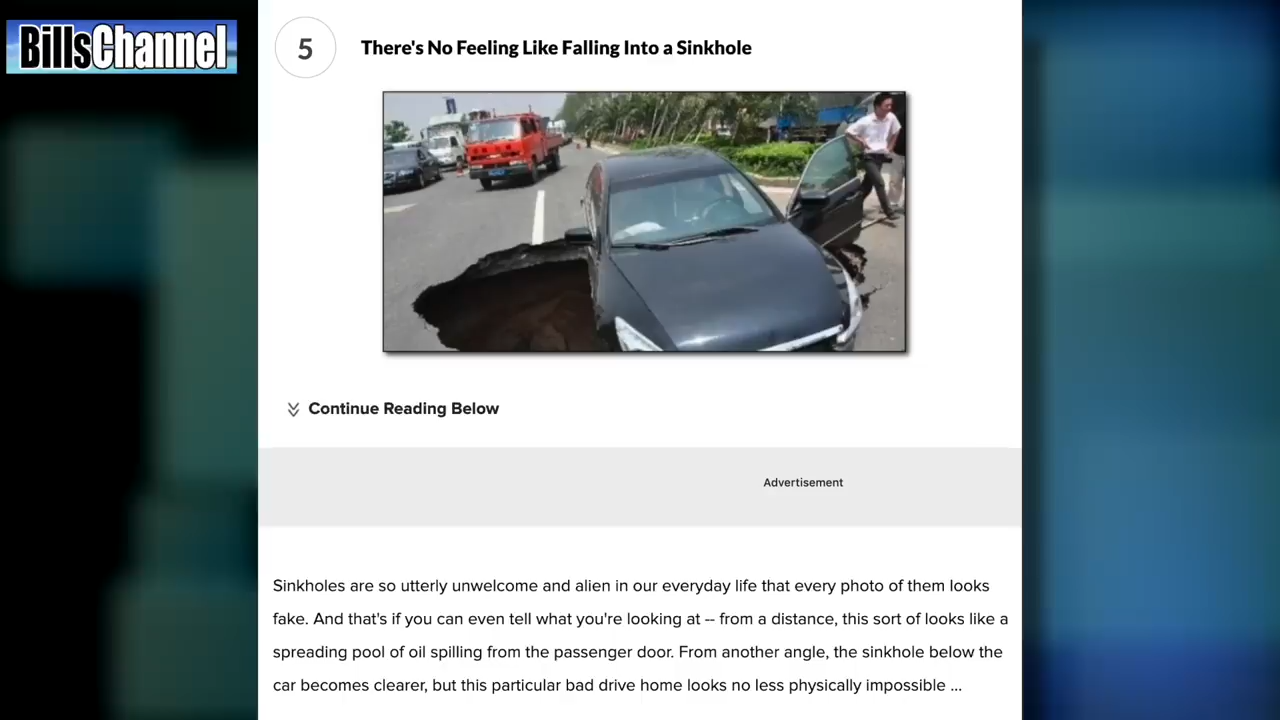 BillsChannel
5
There's No Feeling Like Falling Into a Sinkhole
Continue Reading Below
Advertisement
Sinkholes are so utterly unwelcome and alien in our everyday life that every photo of them looks
fake. And that's if you can even tell what you're looking at -- from a distance, this sort of looks like a
spreading pool of oil spilling from the passenger door. From another angle, the sinkhole below the
car becomes clearer, but this particular bad drive home looks no less physically impossible ...